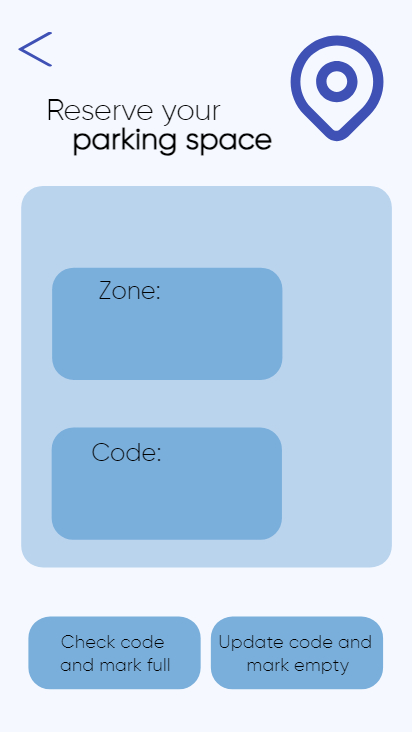 Reserve your
parking space
Zone:
Code:
Check code
and mark full
Update code and
mark empty